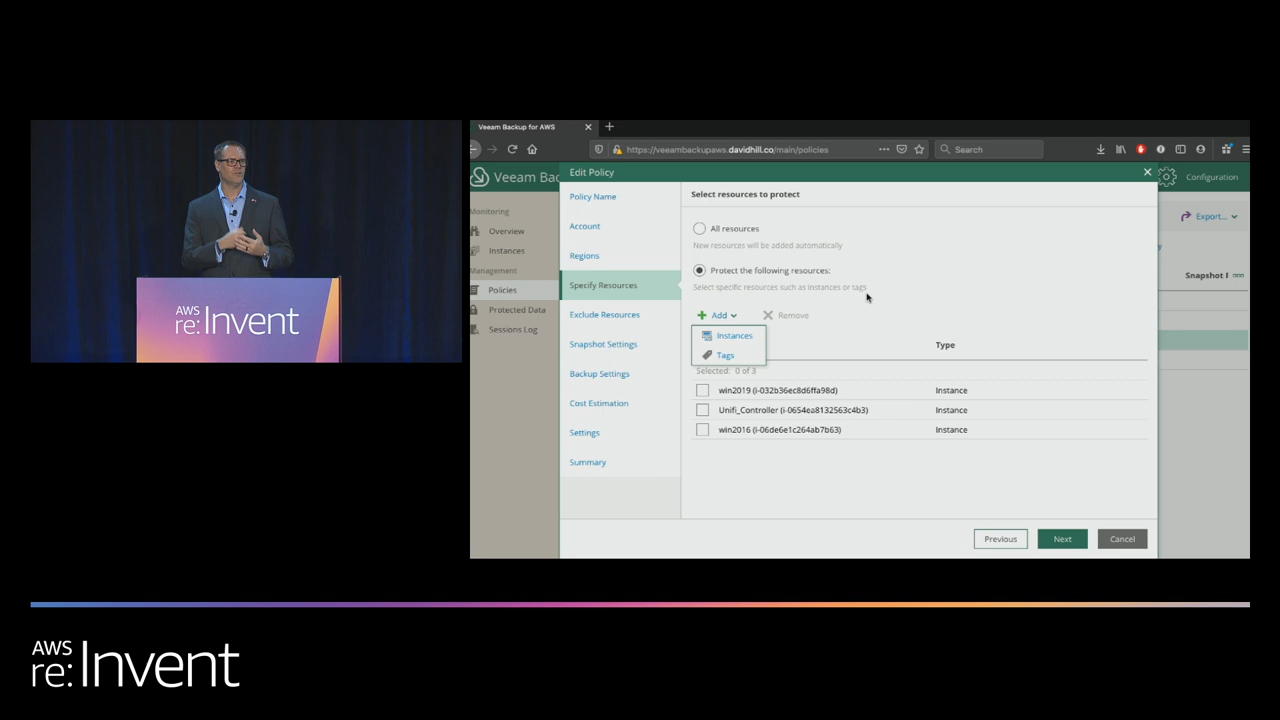 AWS
re:Invent
Veeam Backup for AWS
https://veeambackupaws.davidhill.co/main/policies
Search
Veeam Bac
Edit Policy
Configuration
Monitoring
Overview
Instances
Management
Policies
Protected Data
Sessions Log
Policy Name
Account
Regions
Specify Resources
Exclude Resources
Snapshot Settings
Backup Settings
Cost Estimation
Settings
Summary
Select resources to protect
All resources
New resources will be added automatically
Protect the following resources:
Select specific resources such as instances or tags
Add
Remove
Instances
Tags
Type
Selected: 0 of 3
win2019 (i-032b36ec8d6ffa98d) Instance
Unifi_Controller (i-0654ea8132563c4b3) Instance
win2016 (i-06de6e1c264ab7b63) Instance
Previous
Next
Cancel
Export...
Snapshot
AWS
re:Invent